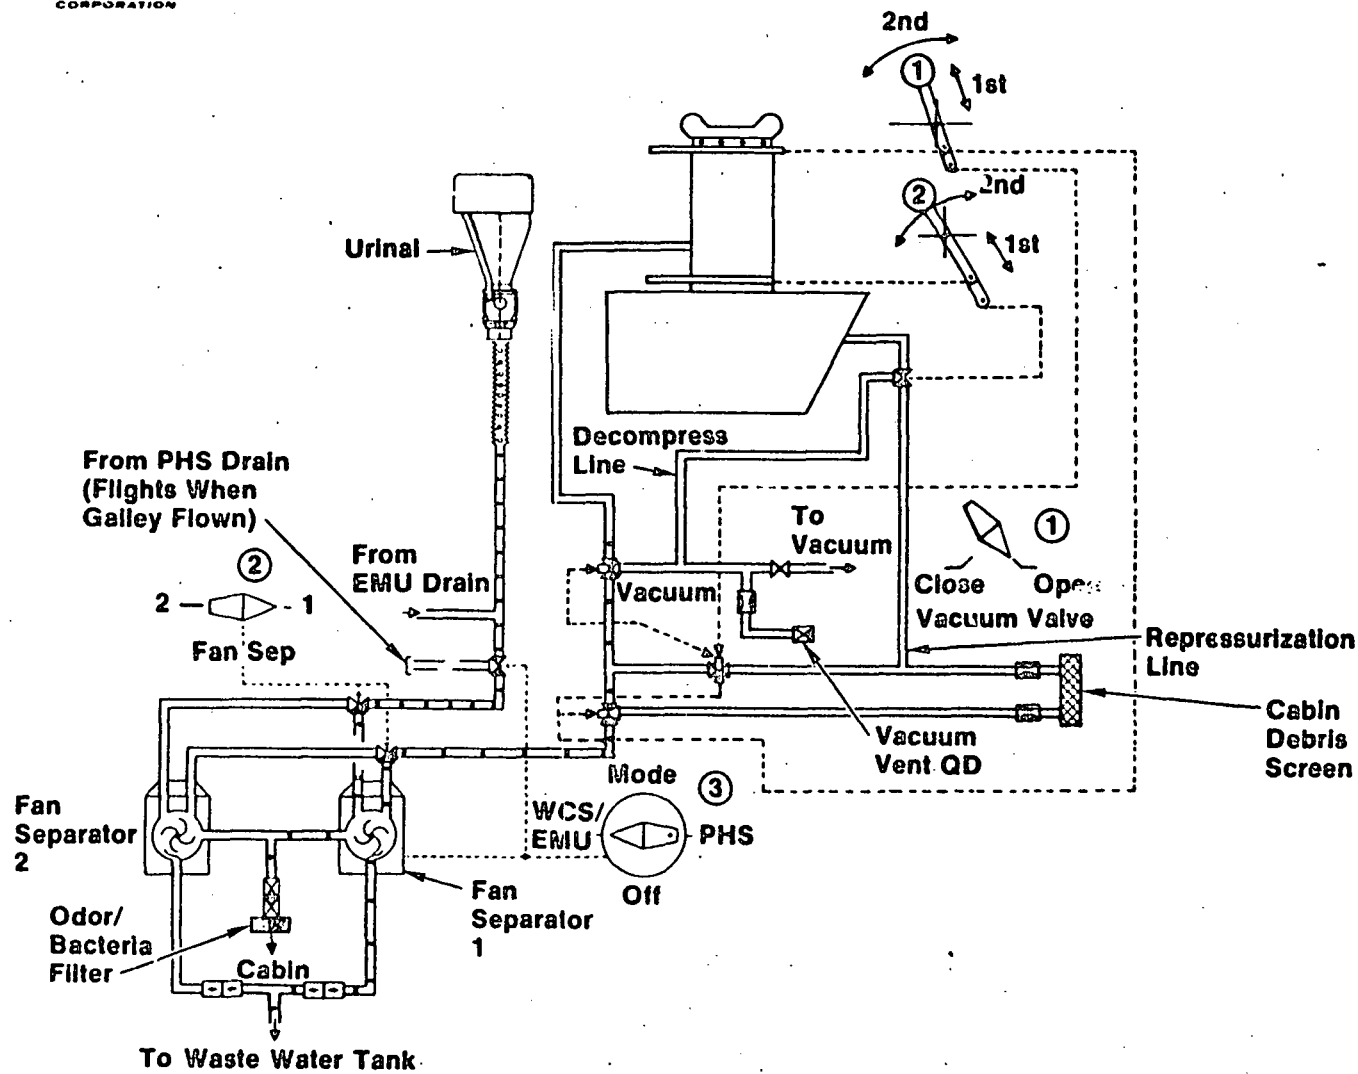 CORPORATION
2nd
1
1st
2
2nd
1st
Urinal
Decompress
Line
From PHS Drain
(Flights When
Galley Flown)
To
Vacuum
1
From
EMU Drain
2
2
1
Vacuum
Close
Open
Vacuum Valve
Fan Sep
Repressurization
Line
Cabin
Debris
Screen
Vacuum
Vent QD
Mode
3
WCS/
EMU
PHS
Off
Fan
Separator
2
Fan
Separator
1
Odor/
Bacteria
Filter
Cabin
To Waste Water Tank